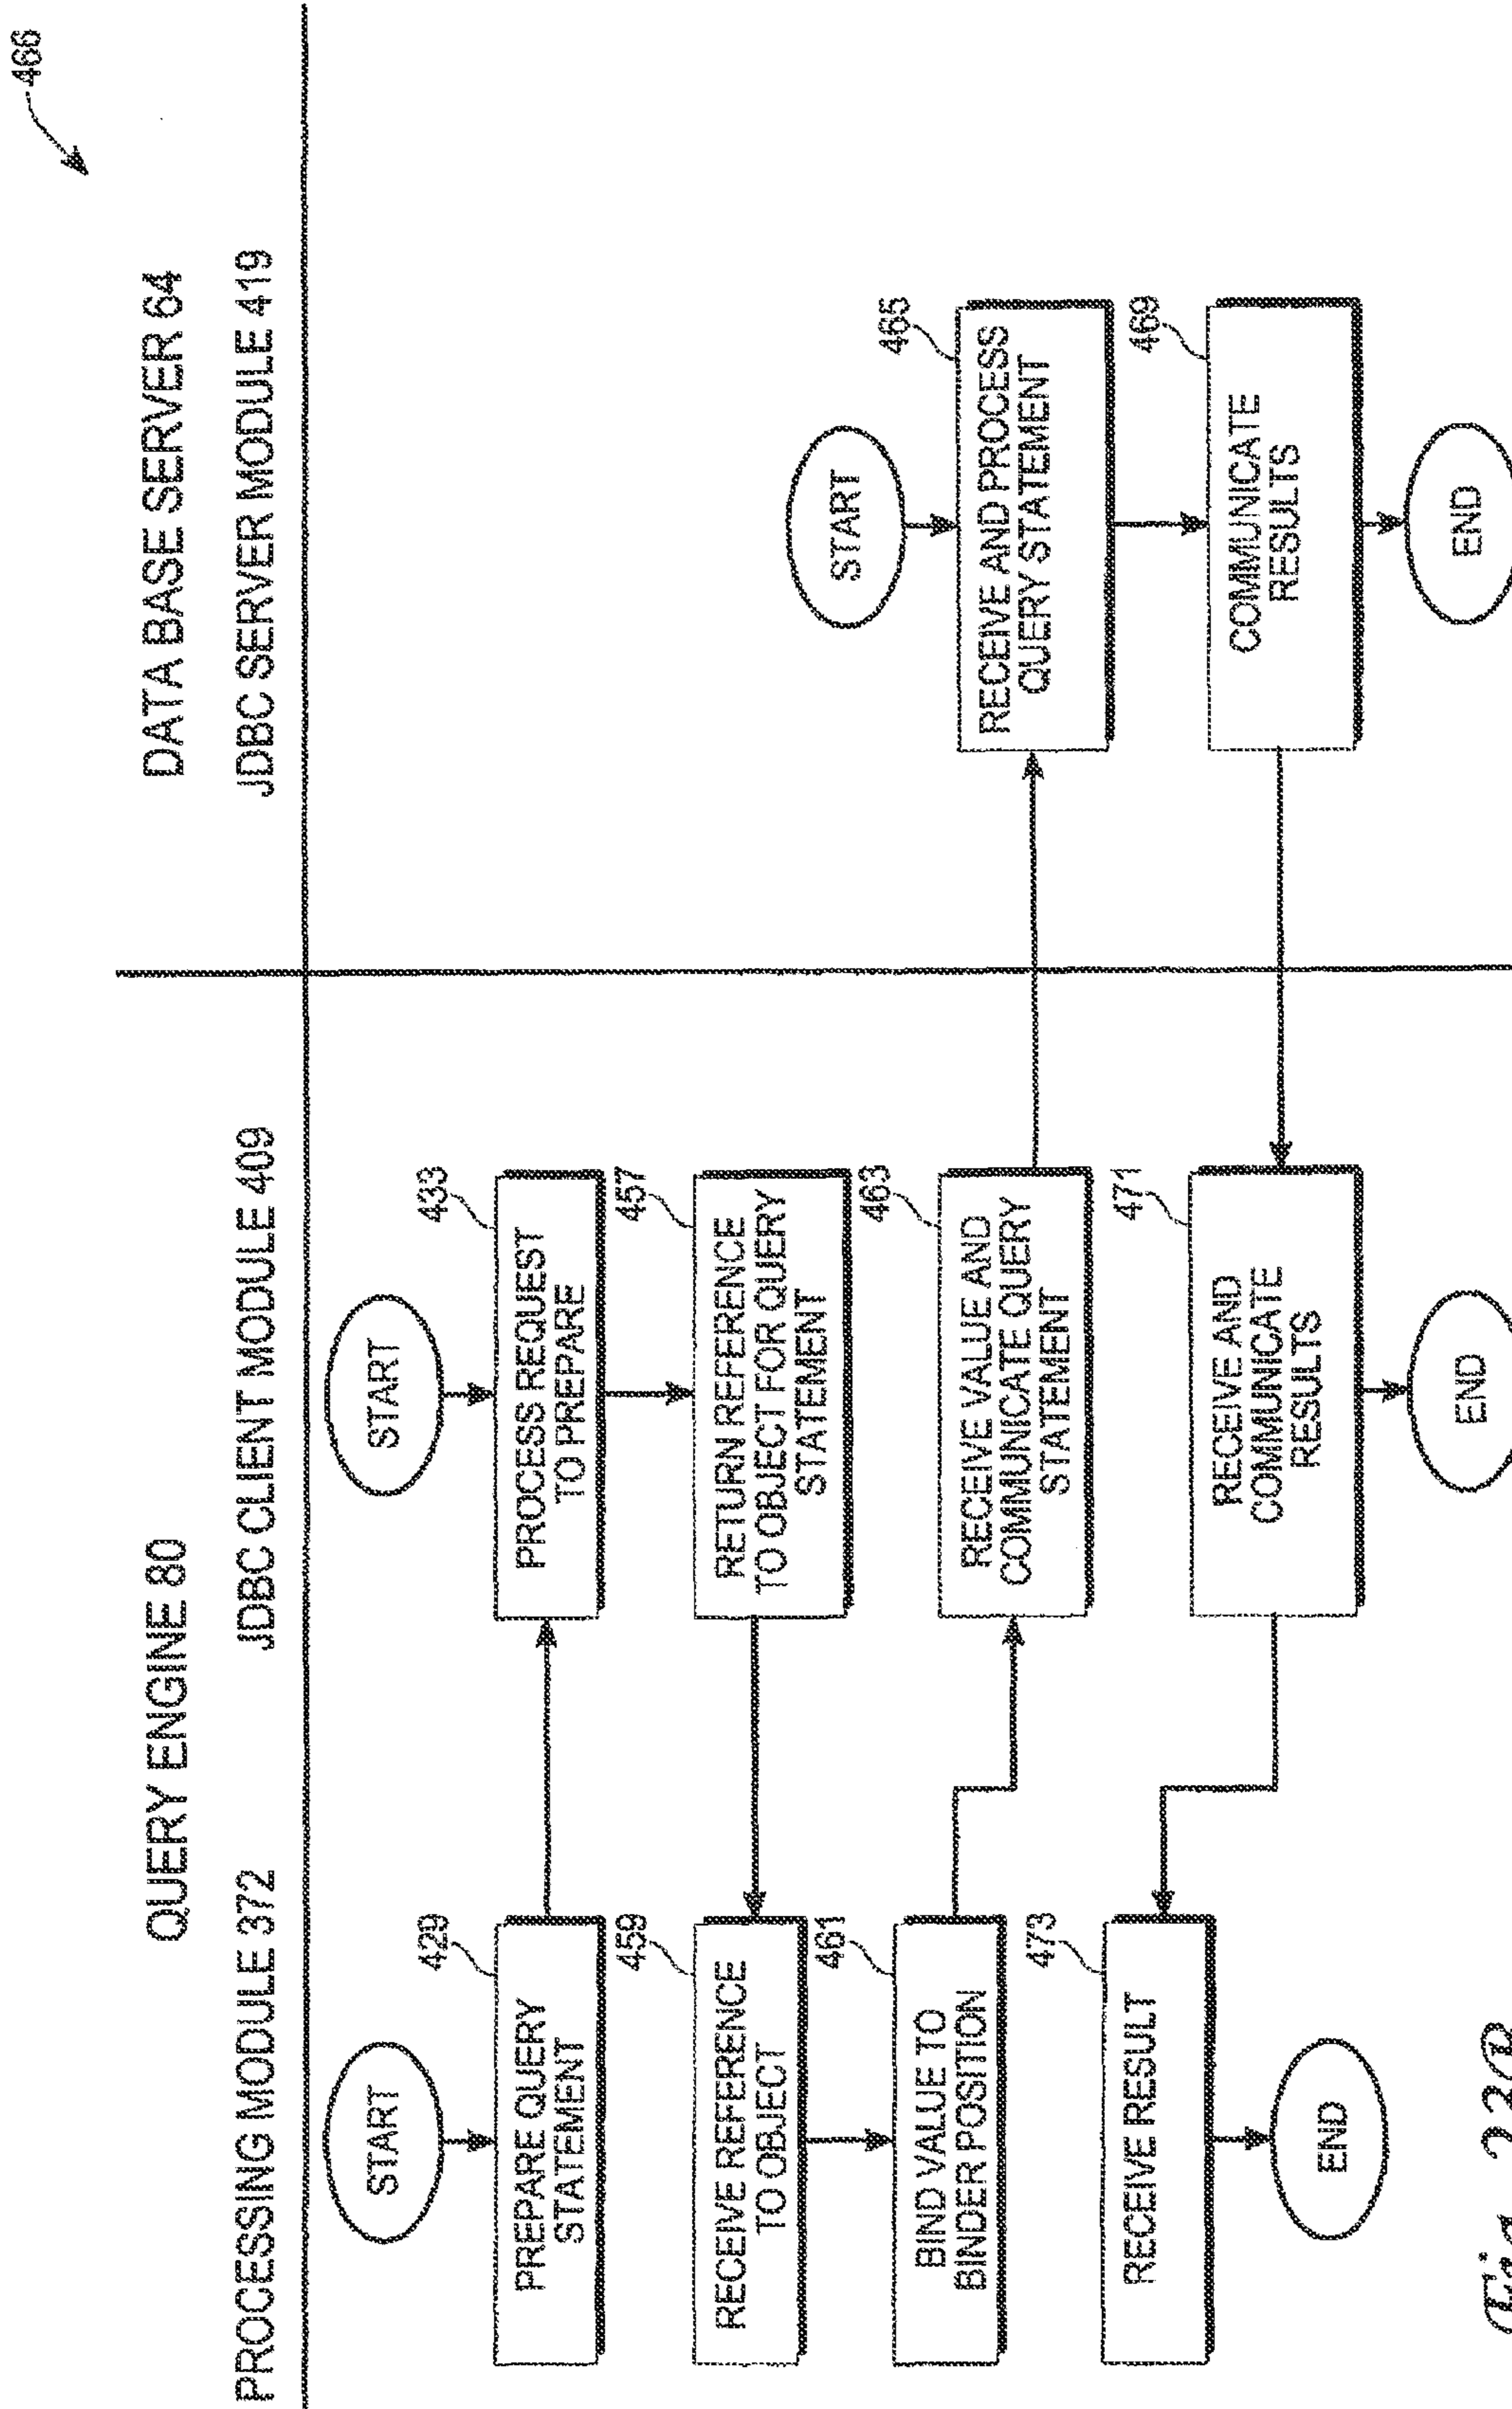 466
QUERY ENGINE 80
DATA BASE SERVER 64
PROCESSING MODULE 372
JDBC CLIENT MODULE 409
JDBC SERVER MODULE 419
START
429
PREPARE QUERY
STATEMENT
459
RECEIVE REFERENCE
TO OBJECT
461
BIND VALUE TO
BINDER POSITION
473
RECEIVE RESULT
END
START
433
PROCESS REQUEST
TO PREPARE
457
RETURN REFERENCE
TO OBJECT FOR QUERY
STATEMENT
463
RECEIVE VALUE AND
COMMUNICATE QUERY
STATEMENT
471
RECEIVE AND
COMMUNICATE
RESULTS
END
START
465
RECEIVE AND PROCESS
QUERY STATEMENT
469
COMMUNICATE
RESULTS
END
Fig.